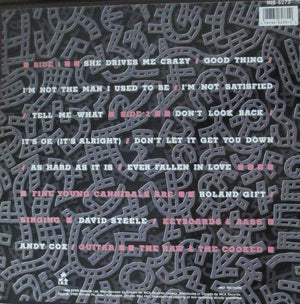 SIDE 1 SHE DRIVES ME CRAZY / GOOD THING /
I'M NOT THE MAN I USED TO BE / I'M NOT SATISFIED
/ TELL ME WHAT SIDE 2 DON'T LOOK BACK /
IT'S OK (IT'S ALRIGHT) / DON'T LET IT GET YOU DOWN
/ AS HARD AS IT IS / EVER FALLEN IN LOVE
FINE YOUNG CANNIBALS ARE ROLAND GIFT /
SINGING / DAVID STEELE / KEYBOARDS & BASS /
ANDY COX / GUITAR THE RAW & THE COOKED